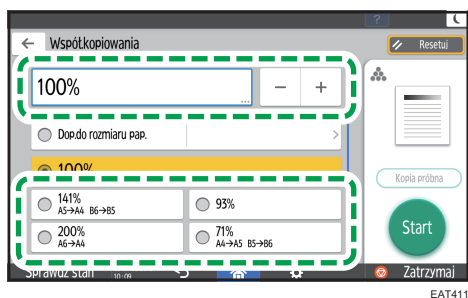 ?
Współkopiowania
Resetuj
100%
...
Dop.do rozmiaru pap.
100%
141%
A5→A4 B6→B5
93%
200%
A6→A4
71%
A4→A5 B5→B6
Kopia próbna
Start
Sprawdź stan
10:09
Zatrzymaj
EAT411